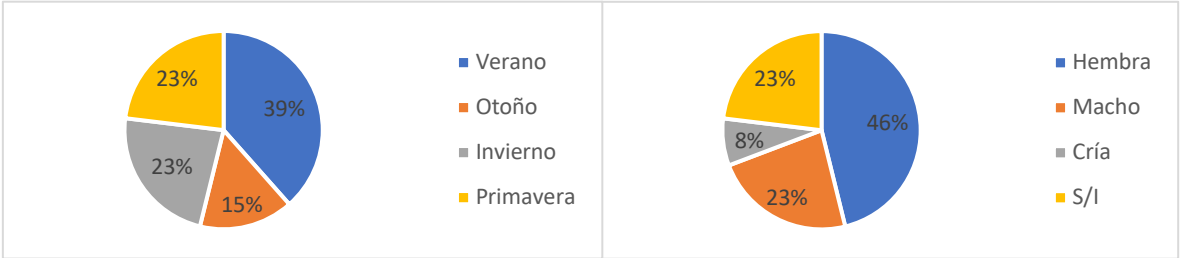 23%
39%
23%
15%
Verano
Otoño
Invierno
Primavera
23%
46%
8%
23%
Hembra
Macho
Cría
S/I